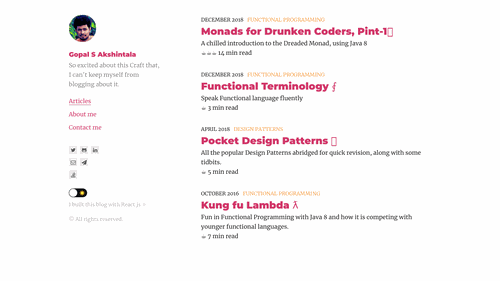 Gopal S Akshintala
So excited about this Craft that,
I can't keep myself from
blogging about it.
Articles
About me
Contact me
I built this blog with React.js
© All rights reserved.
DECEMBER 2018 FUNCTIONAL PROGRAMMING
Monads for Drunken Coders, Pint-1
A chilled introduction to the Dreaded Monad, using Java 8
14 min read
DECEMBER 2018 FUNCTIONAL PROGRAMMING
Functional Terminology ∮
Speak Functional language fluently
3 min read
APRIL 2018 DESIGN PATTERNS
Pocket Design Patterns
All the popular Design Patterns abridged for quick revision, along with some
tidbits.
5 min read
OCTOBER 2016 FUNCTIONAL PROGRAMMING
Kung fu Lambda λ
Fun in Functional Programming with Java 8 and how it is competing with
younger functional languages.
7 min read